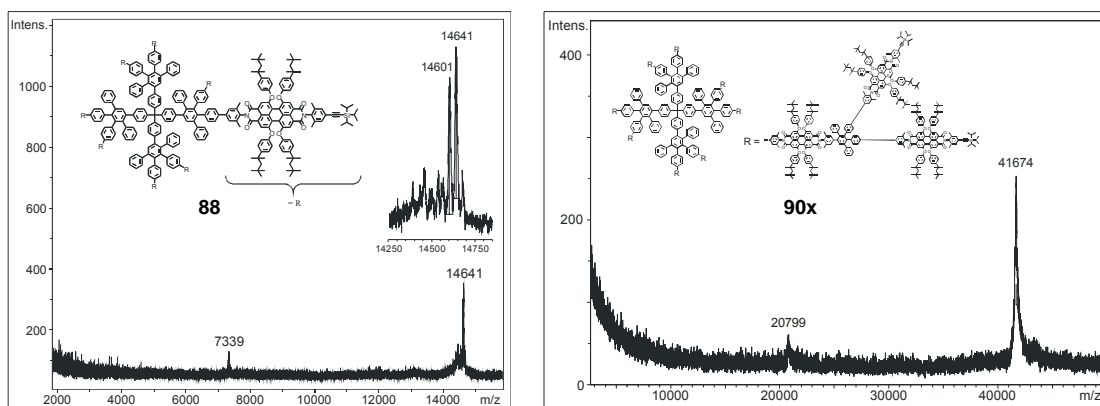 Intens.
14641
14601
1000
800
600
400
200
R
R
R
R
R
R
R
R
88
= R
14250
14500
14750
14641
7339
2000
4000
6000
8000
10000
12000
14000
m/z
Intens.
400
200
0
R
R
R
R
R
R
R
R
R =
90x
41674
20799
10000
20000
30000
40000
m/z